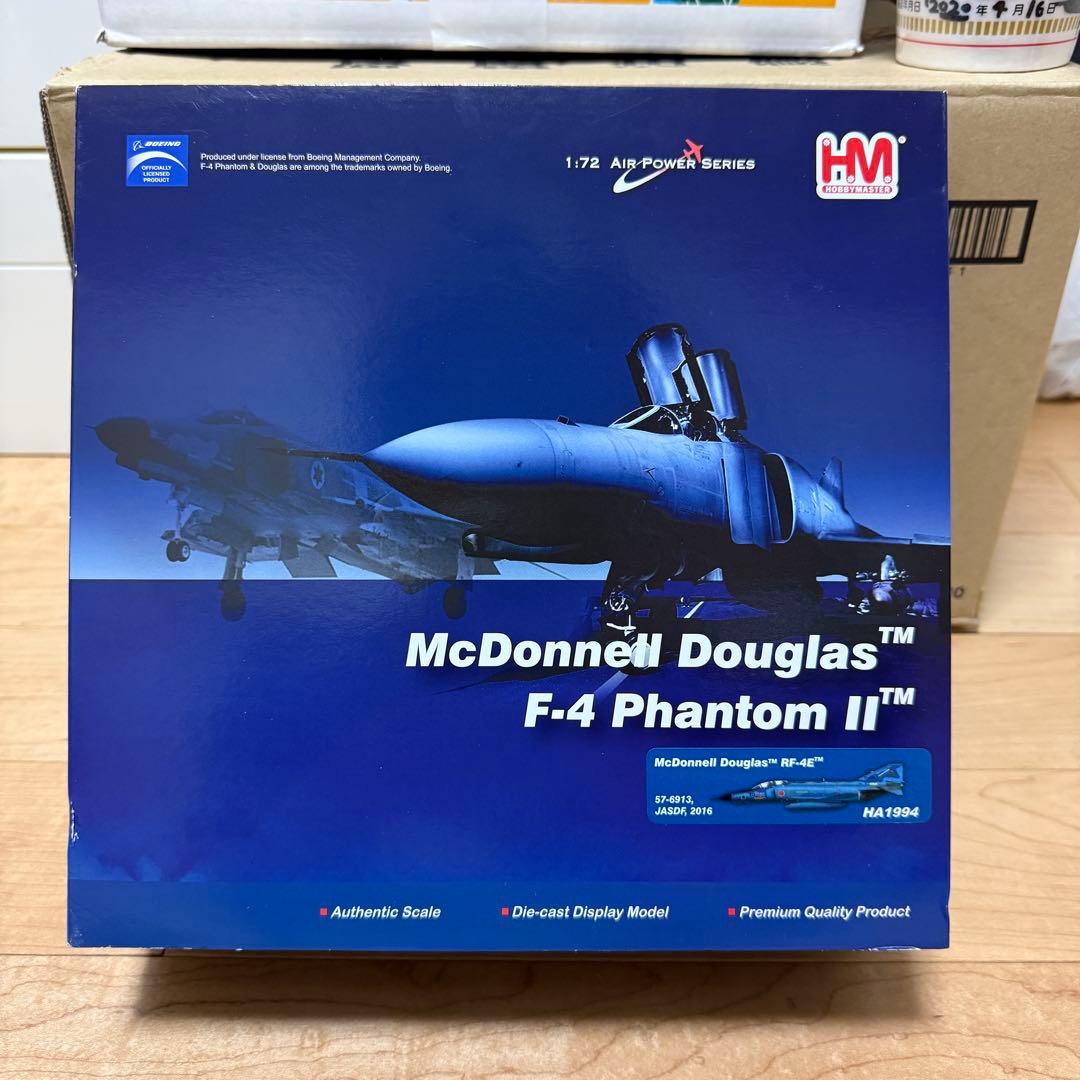 2020年4月16日
BOEING
OFFICIALLY
LICENSED
PRODUCT
Produced under license from Boeing Management Company.
F-4 Phantom & Douglas are among the trademarks owned by Boeing.
1:72 AIR POWER SERIES
HM
HOBBYMASTER
McDonnell Douglas™
F-4 Phantom II™
McDonnell Douglas™ RF-4E™
57-6913,
JASDF, 2016
HA1994
Authentic Scale
Die-cast Display Model
Premium Quality Product